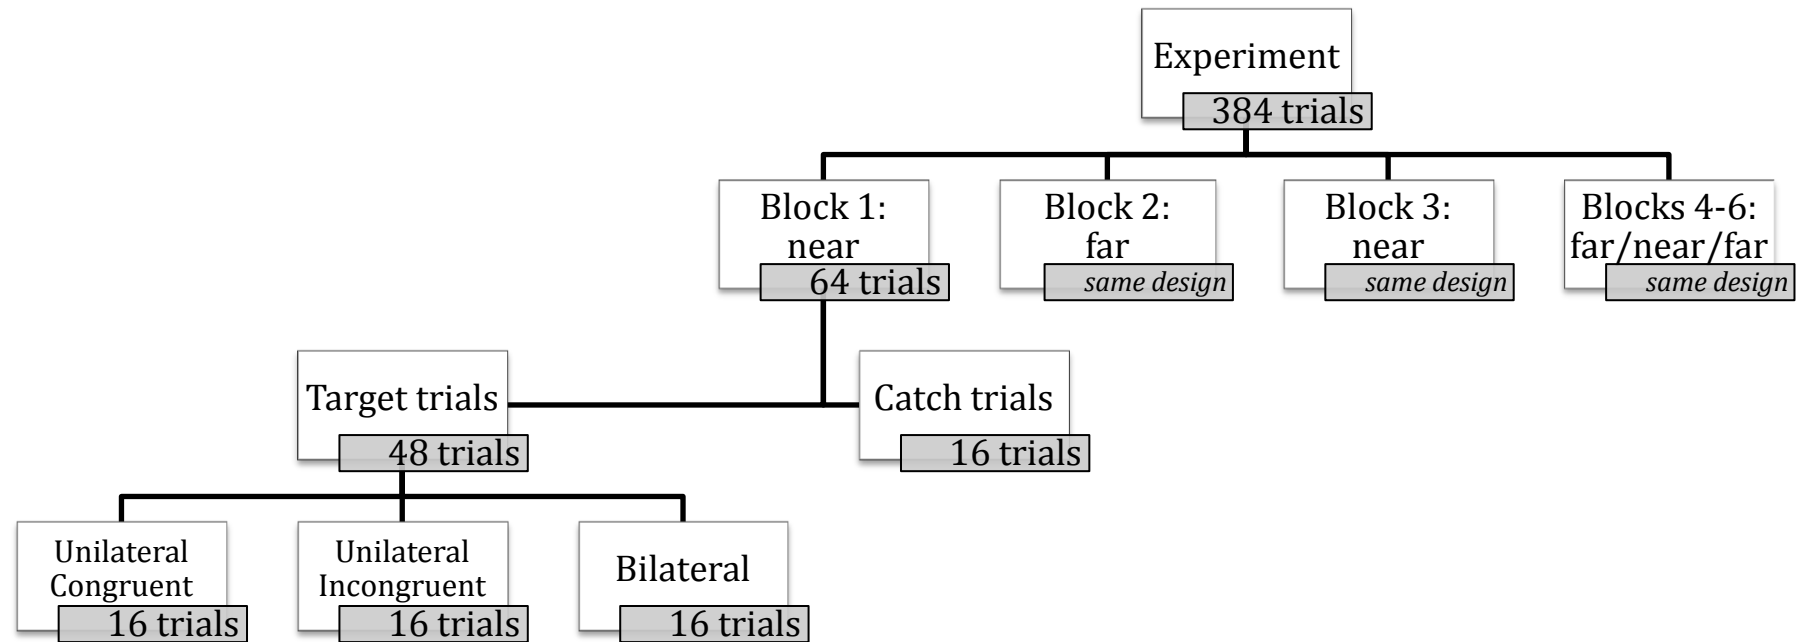 Experiment
384 trials
Block 1:
near
64 trials
Block 2:
far
same design
Block 3:
near
same design
Blocks 4-6:
far/near/far
same design
Target trials
48 trials
Catch trials
16 trials
Unilateral
Congruent
16 trials
Unilateral
Incongruent
16 trials
Bilateral
16 trials